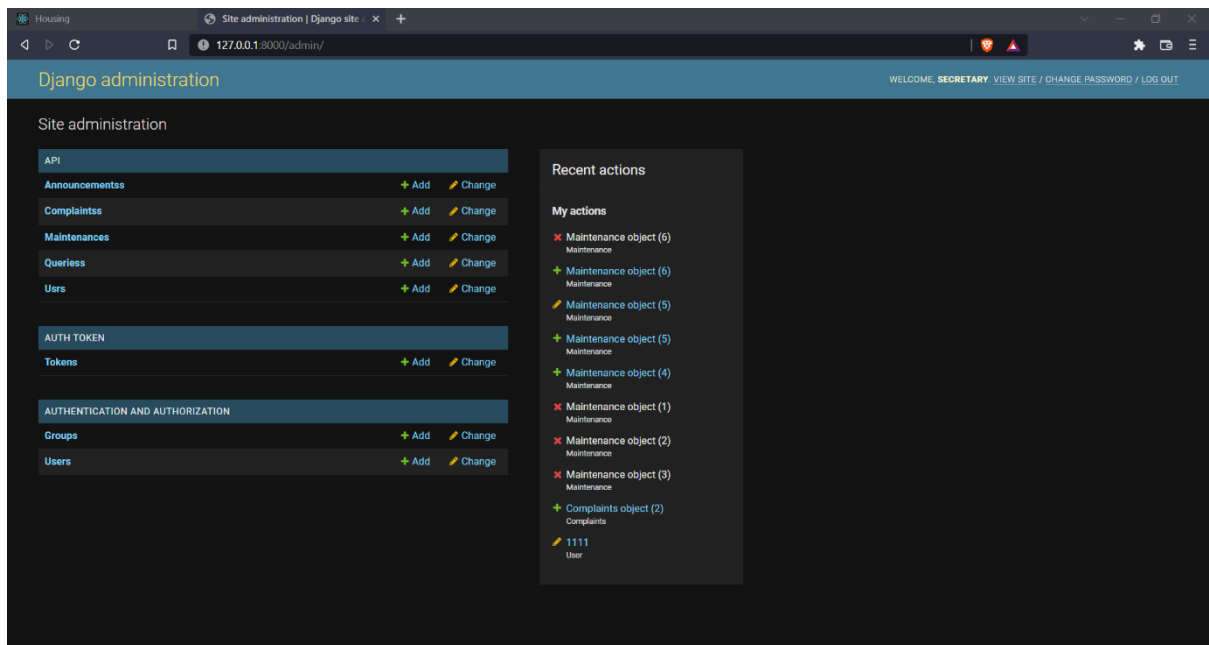 Housing
Site administration | Django site a
127.0.0.1:8000/admin/
Django administration
WELCOME, SECRETARY. VIEW SITE / CHANGE PASSWORD / LOG OUT
Site administration
API
Announcementss + Add Change
Complaintss + Add Change
Maintenances + Add Change
Queriess + Add Change
Usrs + Add Change
AUTH TOKEN
Tokens + Add Change
AUTHENTICATION AND AUTHORIZATION
Groups + Add Change
Users + Add Change
Recent actions
My actions
Maintenance object (6)
Maintenance
Maintenance object (6)
Maintenance
Maintenance object (5)
Maintenance
Maintenance object (5)
Maintenance
Maintenance object (4)
Maintenance
Maintenance object (1)
Maintenance
Maintenance object (2)
Maintenance
Maintenance object (3)
Maintenance
Complaints object (2)
Complaints
1111
User